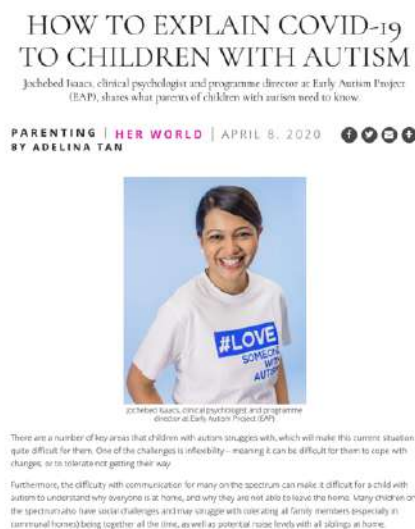 HOW TO EXPLAIN COVID-19
TO CHILDREN WITH AUTISM
Jochebed Isaacs, clinical psychologist and programme director at Early Autism Project
(EAP), shares what parents of children with autism need to know.
PARENTING | HER WORLD | APRIL 8, 2020
BY ADELINA TAN
#LOVE
SOMEONE
WITH
AUTISM
Jochebed Isaacs, clinical psychologist and programme
director at Early Autism Project (EAP)
There are a number of key areas that children with autism struggles with, which will make this current situation
quite difficult for them. One of the challenges is inflexibility – meaning it can be difficult for them to cope with
changes, or to tolerate not getting their way
Furthermore, the difficulty with communication for many on the spectrum can make it difficult for a child with
autism to understand why everyone is at home, and why they are not able to leave the home. Many children on
the spectrum also have social challenges and may struggle with tolerating all family members (especially in
communal homes) being together all the time, as well as potential noise levels with all siblings at home.